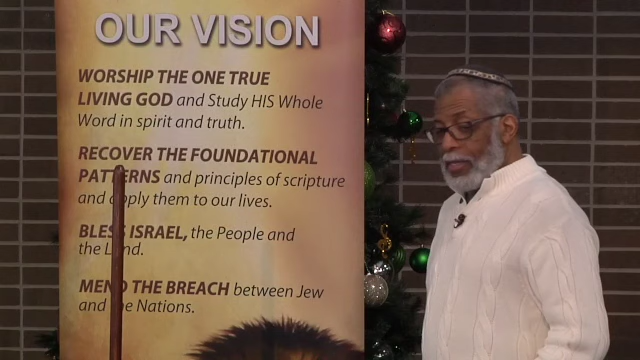 OUR VISION
WORSHIP THE ONE TRUE
LIVING GOD and Study HIS Whole
Word in spirit and truth.
RECOVER THE FOUNDATIONAL
PATTERNS and principles of scripture
and apply them to our lives.
BLESS ISRAEL, the People and
the Land.
MEND THE BREACH between Jew
and the Nations.